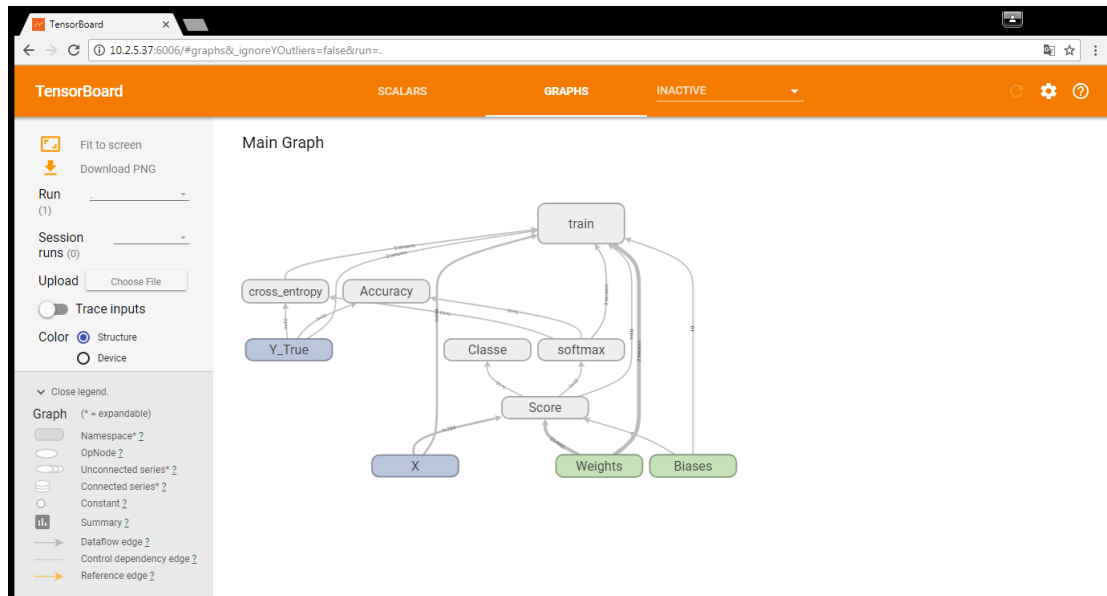 TensorBoard
10.2.5.37:6006/#graphs&_ignoreYOutliers=false&run=.
TensorBoard
SCALARS
GRAPHS
INACTIVE
Fit to screen
Download PNG
Run
.
(1)
Session
runs (0)
Upload
Choose File
Trace inputs
Color
Structure
Device
Close legend.
Graph
(* = expandable)
Namespace* ?
OpNode ?
Unconnected series* ?
Connected series* ?
Constant ?
Summary ?
Dataflow edge ?
Control dependency edge ?
Reference edge ?
Main Graph
train
cross_entropy
Accuracy
Y_True
Classe
softmax
Score
X
Weights
Biases